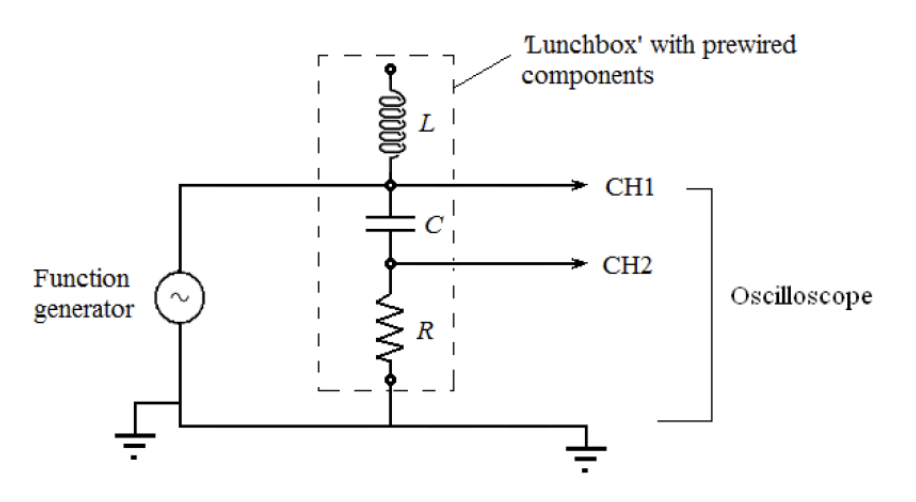 'Lunchbox' with prewired
components
L
CH1
C
CH2
Function
generator
Oscilloscope
R